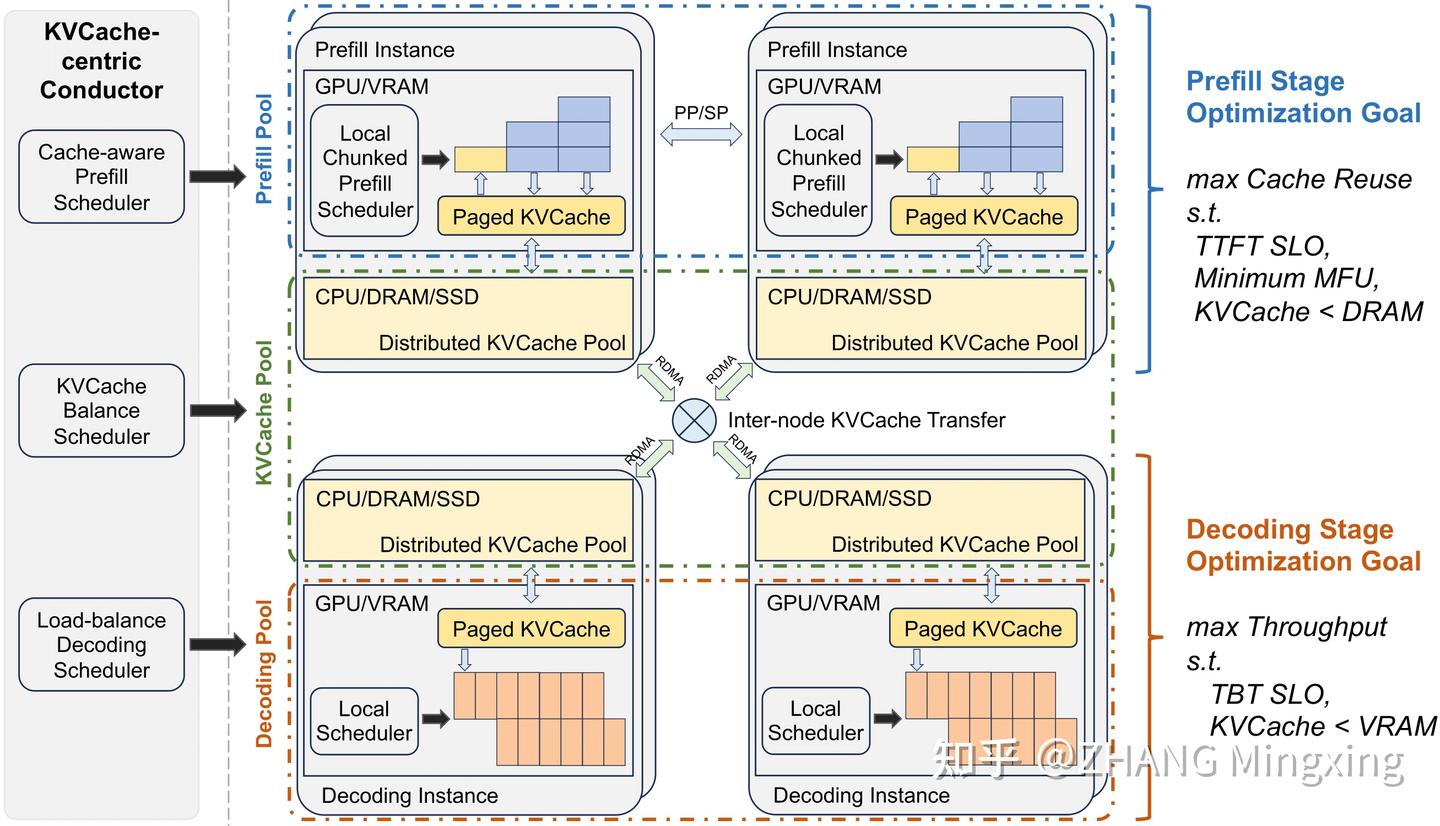 KVCache-
centric
Conductor
Cache-aware
Prefill
Scheduler
KVCache
Balance
Scheduler
Load-balance
Decoding
Scheduler
Prefill Pool
KVCache Pool
Decoding Pool
Prefill Instance
GPU/VRAM
Local
Chunked
Prefill
Scheduler
Paged KVCache
CPU/DRAM/SSD
Distributed KVCache Pool
PP/SP
Prefill Instance
GPU/VRAM
Local
Chunked
Prefill
Scheduler
Paged KVCache
CPU/DRAM/SSD
Distributed KVCache Pool
RDMA
RDMA
Inter-node KVCache Transfer
RDMA
RDMA
CPU/DRAM/SSD
Distributed KVCache Pool
GPU/VRAM
Paged KVCache
Local
Scheduler
Decoding Instance
CPU/DRAM/SSD
Distributed KVCache Pool
GPU/VRAM
Paged KVCache
Local
Scheduler
Decoding Instance
Prefill Stage
Optimization Goal
max Cache Reuse
s.t.
TTFT SLO,
Minimum MFU,
KVCache < DRAM
Decoding Stage
Optimization Goal
max Throughput
s.t.
TBT SLO,
KVCache < VRAM
知乎 @ZHANG Mingxing